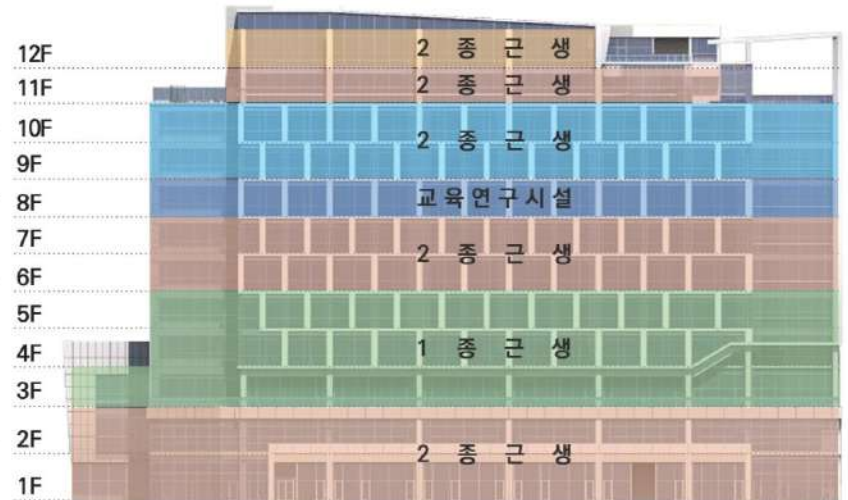 12F
2 종 근 생
11F
2 종 근 생
10F
2 종 근 생
9F
8F
교육연구시설
7F
2 종 근 생
6F
5F
4F
1 종 근 생
3F
2F
2 종 근 생
1F